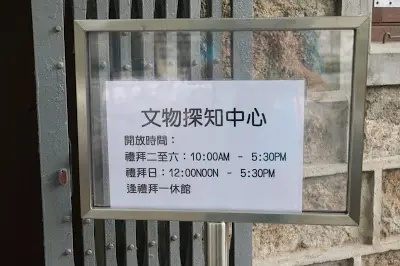 文物探知中心
開放時間：
禮拜二至六：10:00AM - 5:30PM
禮拜日：12:00NOON - 5:30PM
逢禮拜一休館